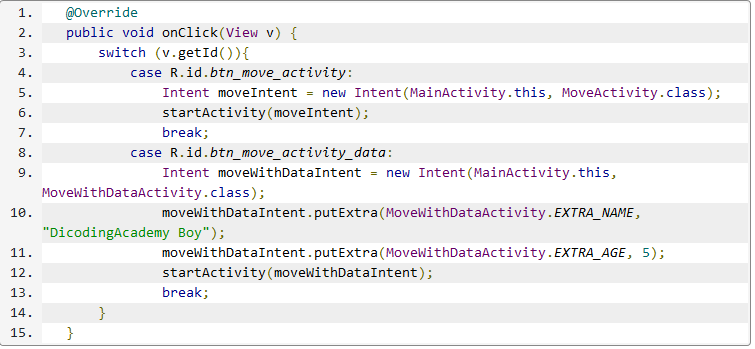 1. @Override
2. public void onClick(View v) {
3. switch (v.getId()){
4. case R.id.btn_move_activity:
5. Intent moveIntent = new Intent(MainActivity.this, MoveActivity.class);
6. startActivity(moveIntent);
7. break;
8. case R.id.btn_move_activity_data:
9. Intent moveWithDataIntent = new Intent(MainActivity.this,
MoveWithDataActivity.class);
10. moveWithDataIntent.putExtra(MoveWithDataActivity.EXTRA_NAME,
"DicodingAcademy Boy");
11. moveWithDataIntent.putExtra(MoveWithDataActivity.EXTRA_AGE, 5);
12. startActivity(moveWithDataIntent);
13. break;
14. }
15. }